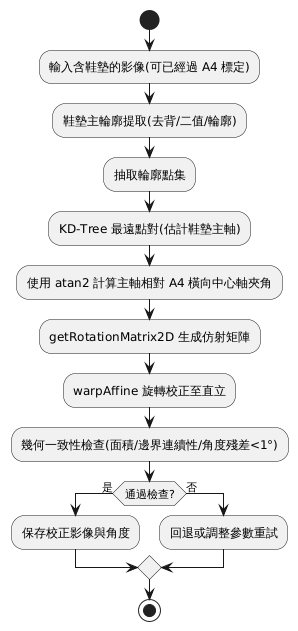 輸入含鞋墊的影像(可已經過 A4 標定)
鞋墊主輪廓提取(去背/二值/輪廓)
抽取輪廓點集
KD-Tree 最遠點對(估計鞋墊主軸)
使用 atan2 計算主軸相對 A4 橫向中心軸夾角
getRotationMatrix2D 生成仿射矩陣
warpAffine 旋轉校正至直立
幾何一致性檢查(面積/邊界連續性/角度殘差<1°)
是
通過檢查?
否
保存校正影像與角度
回退或調整參數重試